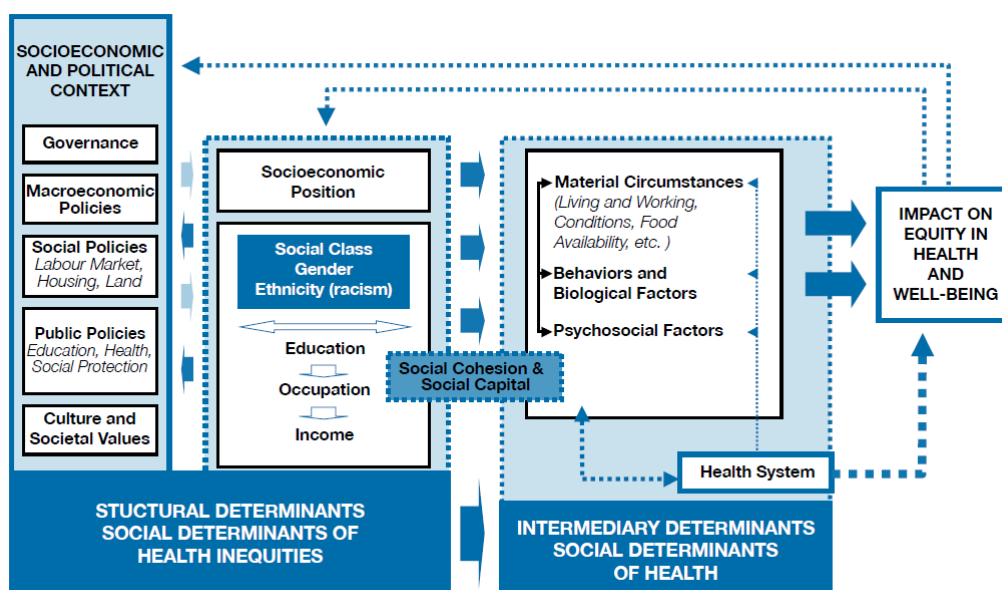 SOCIOECONOMIC
AND POLITICAL
CONTEXT
Governance
Macroeconomic
Policies
Social Policies
Labour Market,
Housing, Land
Public Policies
Education, Health,
Social Protection
Culture and
Societal Values
Socioeconomic
Position
Social Class
Gender
Ethnicity (racism)
Education
Occupation
Income
Social Cohesion &
Social Capital
Material Circumstances
(Living and Working,
Conditions, Food
Availability, etc. )
Behaviors and
Biological Factors
Psychosocial Factors
Health System
IMPACT ON
EQUITY IN
HEALTH
AND
WELL-BEING
STUCTURAL DETERMINANTS
SOCIAL DETERMINANTS OF
HEALTH INEQUITIES
INTERMEDIARY DETERMINANTS
SOCIAL DETERMINANTS
OF HEALTH